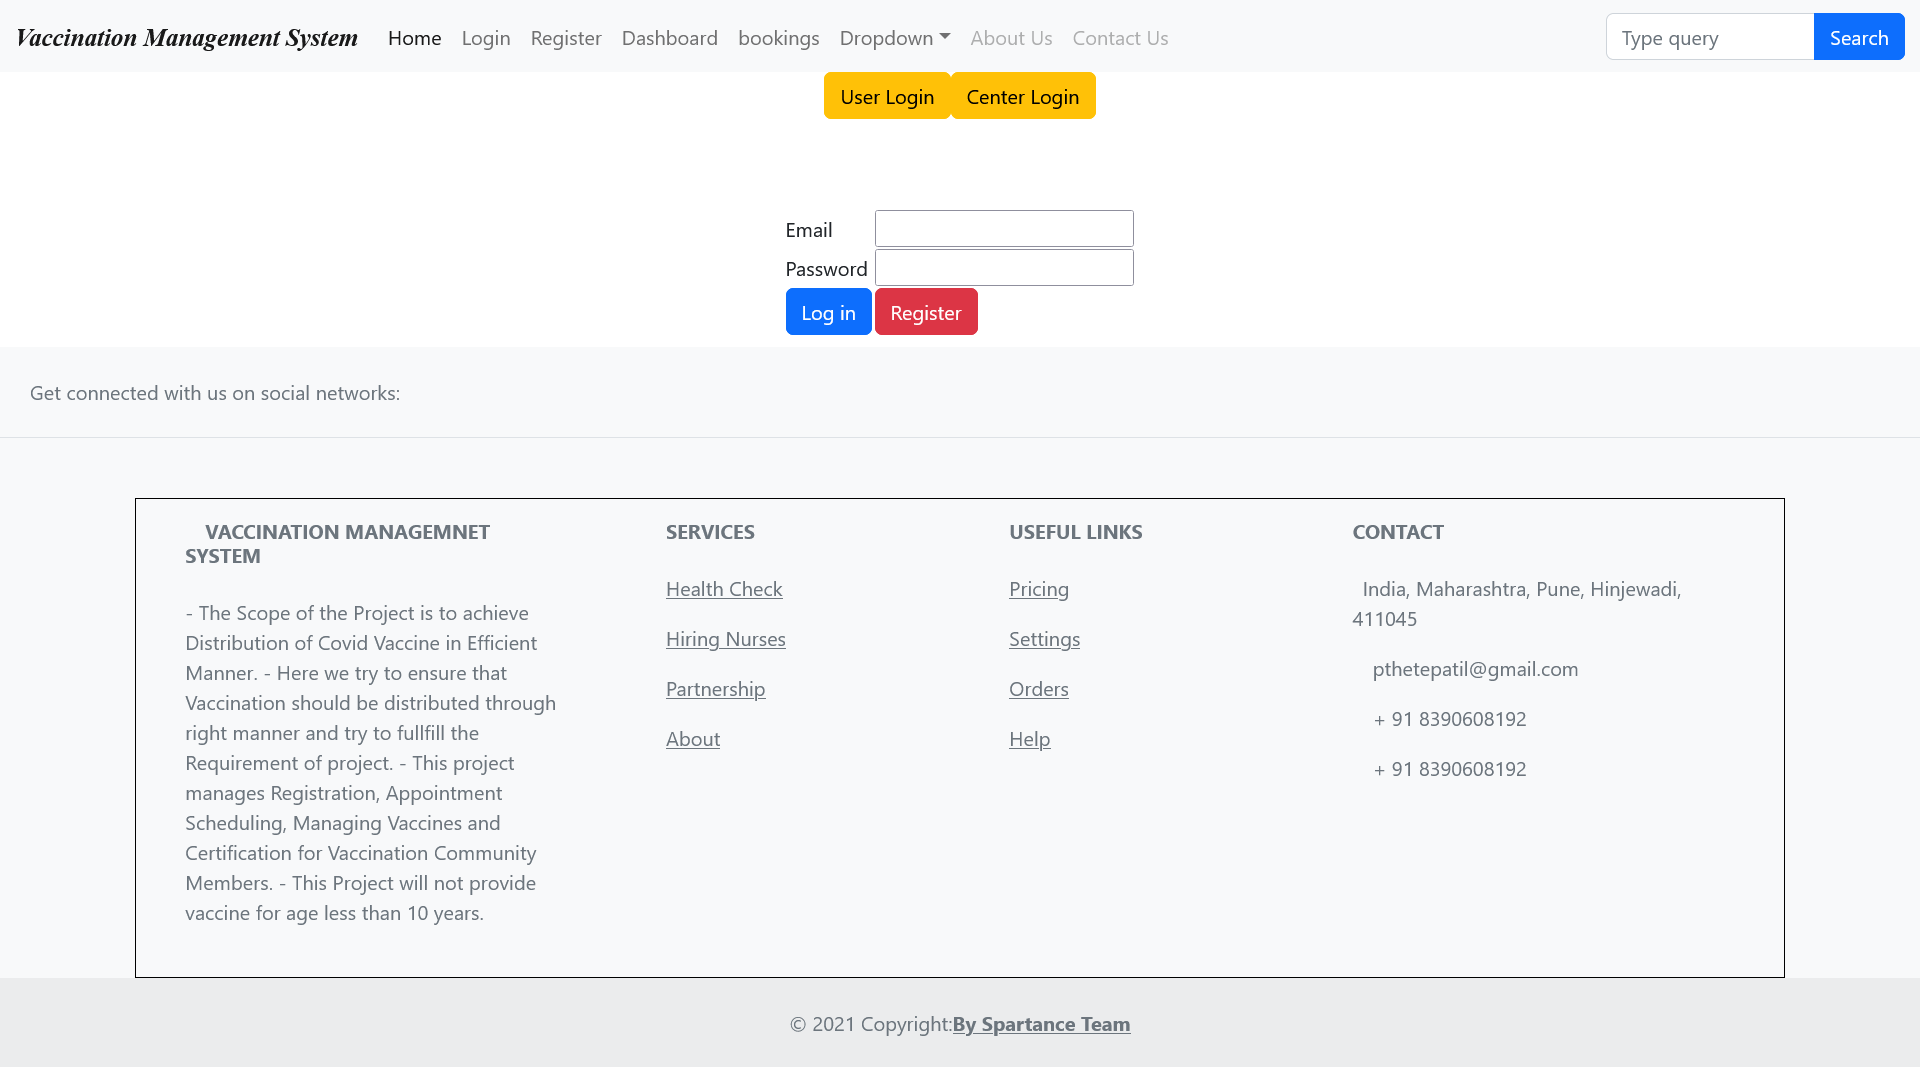 Vaccination Management System Home Login Register Dashboard bookings Dropdown About Us Contact Us Type query Search
User Login Center Login
Email
Password
Log in Register
Get connected with us on social networks:
VACCINATION MANAGEMNET
SYSTEM
- The Scope of the Project is to achieve
Distribution of Covid Vaccine in Efficient
Manner. - Here we try to ensure that
Vaccination should be distributed through
right manner and try to fullfill the
Requirement of project. - This project
manages Registration, Appointment
Scheduling, Managing Vaccines and
Certification for Vaccination Community
Members. - This Project will not provide
vaccine for age less than 10 years.
SERVICES
Health Check
Hiring Nurses
Partnership
About
USEFUL LINKS
Pricing
Settings
Orders
Help
CONTACT
India, Maharashtra, Pune, Hinjewadi,
411045
pthetepatil@gmail.com
+ 91 8390608192
+ 91 8390608192
© 2021 Copyright:By Spartance Team